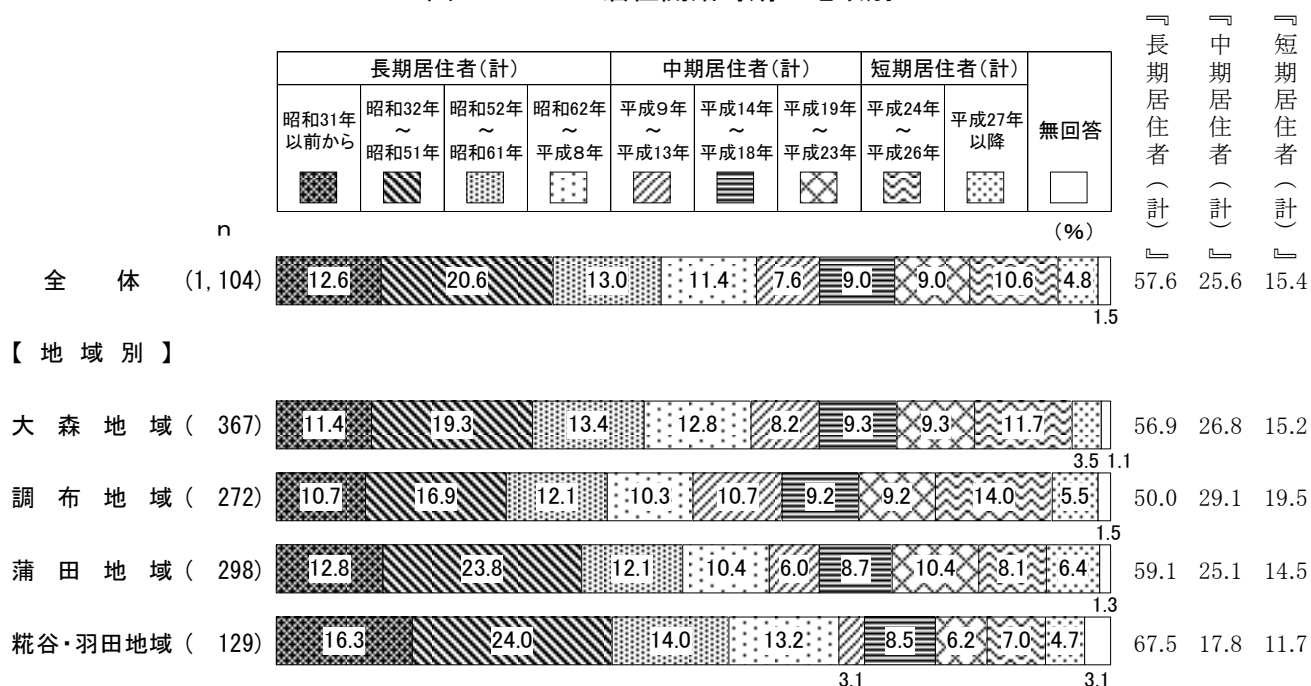 長期居住者(計) 中期居住者(計) 短期居住者(計) 無回答
昭和31年以前から 昭和32年～昭和51年 昭和52年～昭和61年 昭和62年～平成8年 平成9年～平成13年 平成14年～平成18年 平成19年～平成23年 平成24年～平成26年 平成27年以降
『長期居住者(計)』 『中期居住者(計)』 『短期居住者(計)』
n (%)
全体 (1,104) 12.6 20.6 13.0 11.4 7.6 9.0 9.0 10.6 4.8 1.5 57.6 25.6 15.4
【地域別】
大森地域( 367) 11.4 19.3 13.4 12.8 8.2 9.3 9.3 11.7 3.5 1.1 56.9 26.8 15.2
調布地域( 272) 10.7 16.9 12.1 10.3 10.7 9.2 9.2 14.0 5.5 1.5 50.0 29.1 19.5
蒲田地域( 298) 12.8 23.8 12.1 10.4 6.0 8.7 10.4 8.1 6.4 1.3 59.1 25.1 14.5
糀谷・羽田地域( 129) 16.3 24.0 14.0 13.2 3.1 8.5 6.2 7.0 4.7 3.1 67.5 17.8 11.7